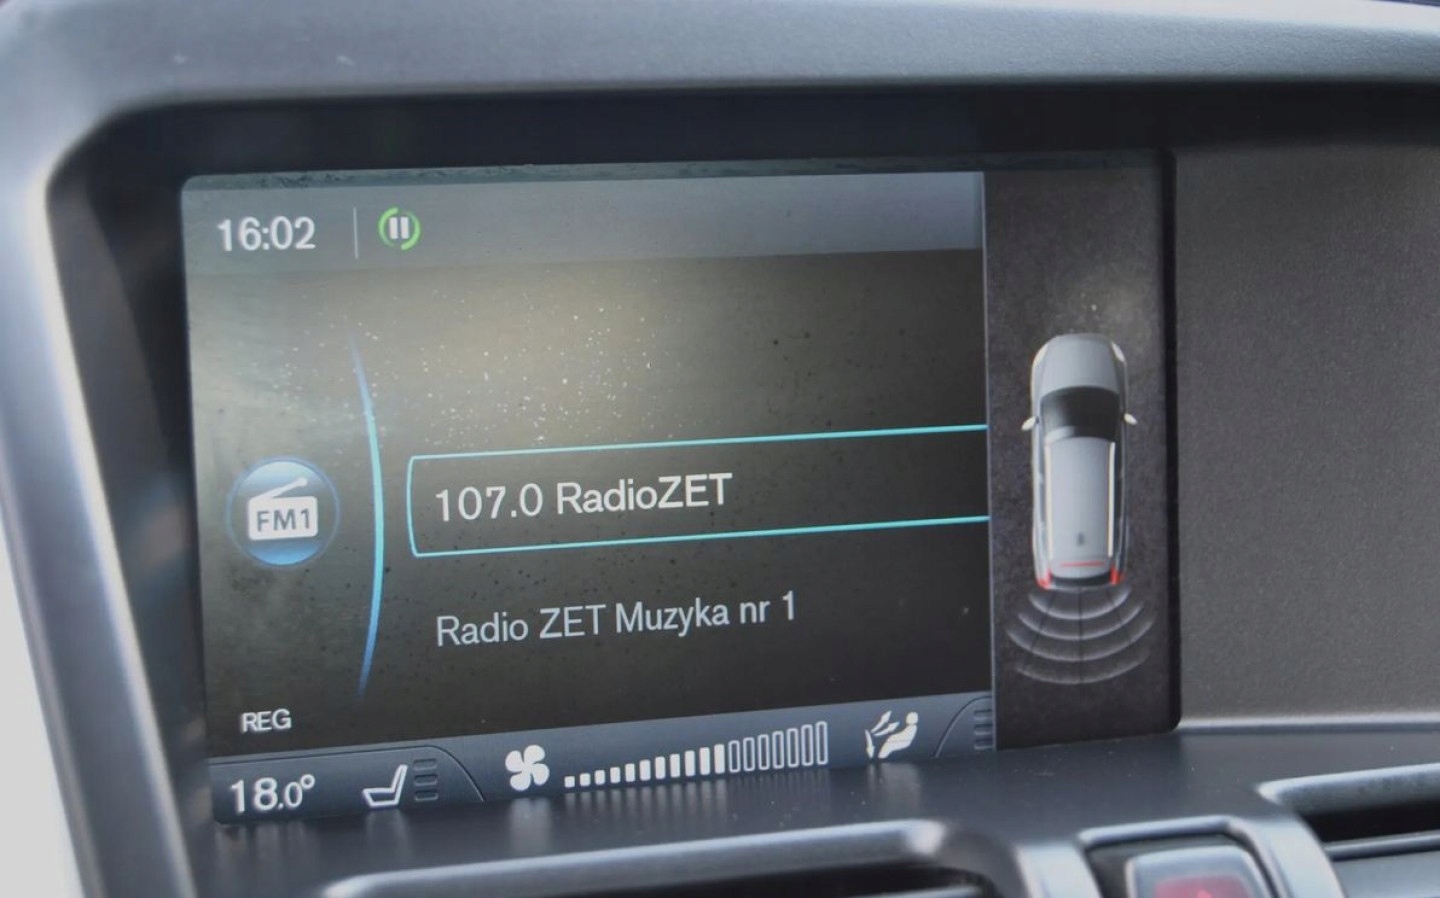 16:02
107.0 RadioZET
FM1
Radio ZET Muzyka nr 1
REG
18.0°